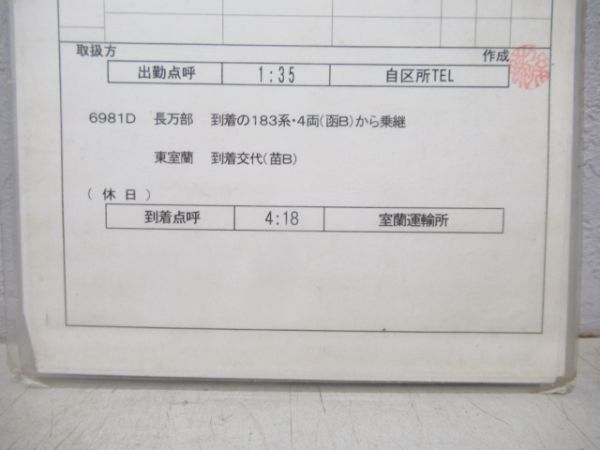 取扱方 作成
出勤点呼 1:35 自区所TEL
6981D 長万部 到着の183系・4両(函B)から乗継
東室蘭 到着交代(苗B)
(休日)
到着点呼 4:18 室蘭運輸所